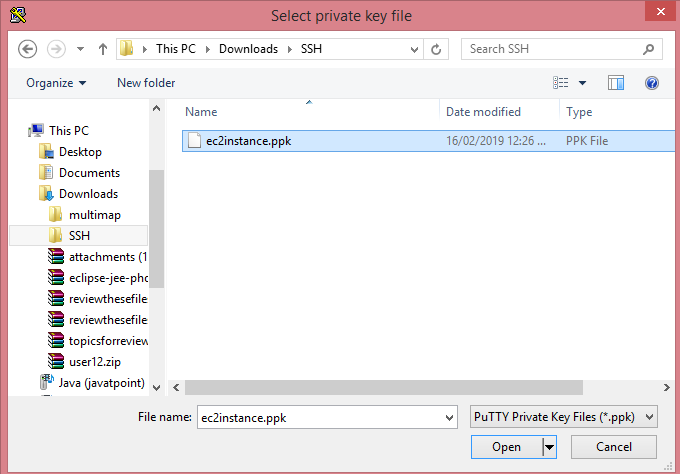 Select private key file
This PC Downloads SSH
Search SSH
Organize New folder
Name Date modified Type
ec2instance.ppk 16/02/2019 12:26 ... PPK File
This PC
Desktop
Documents
Downloads
multimap
SSH
attachments (1
eclipse-jee-pho
reviewthesefiles
reviewthesefiles
topicsforreview
user12.zip
Java (javatpoint)
File name: ec2instance.ppk PuTTY Private Key Files (*.ppk)
Open Cancel